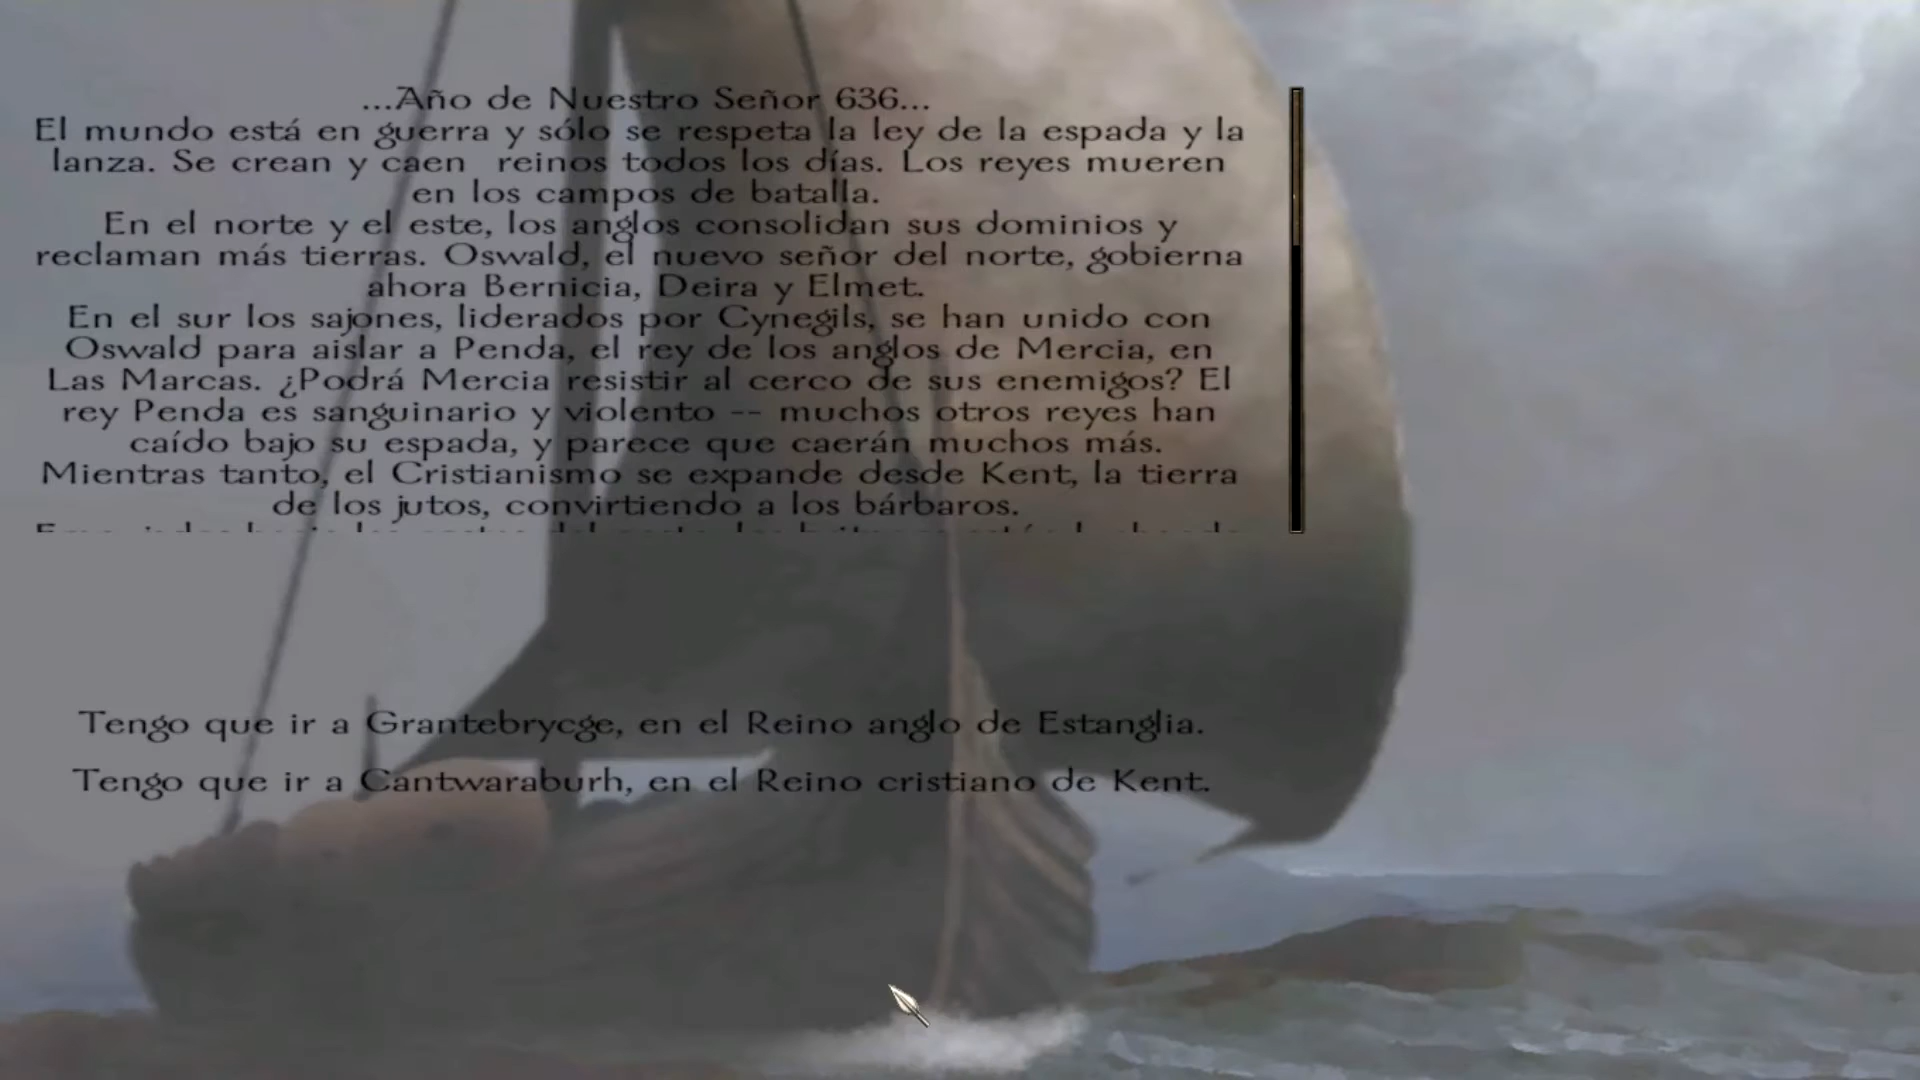 ...Año de Nuestro Señor 636...
El mundo está en guerra y sólo se respeta la ley de la espada y la
lanza. Se crean y caen reinos todos los días. Los reyes mueren
en los campos de batalla.
En el norte y el este, los anglos consolidan sus dominios y
reclaman más tierras. Oswald, el nuevo señor del norte, gobierna
ahora Bernicia, Deira y Elmet.
En el sur los sajones, liderados por Cynegils, se han unido con
Oswald para aislar a Penda, el rey de los anglos de Mercia, en
Las Marcas. ¿Podrá Mercia resistir al cerco de sus enemigos? El
rey Penda es sanguinario y violento -- muchos otros reyes han
caído bajo su espada, y parece que caerán muchos más.
Mientras tanto, el Cristianismo se expande desde Kent, la tierra
de los jutos, convirtiendo a los bárbaros.
Tengo que ir a Grantebrycge, en el Reino anglo de Estanglia.
Tengo que ir a Cantwaraburh, en el Reino cristiano de Kent.